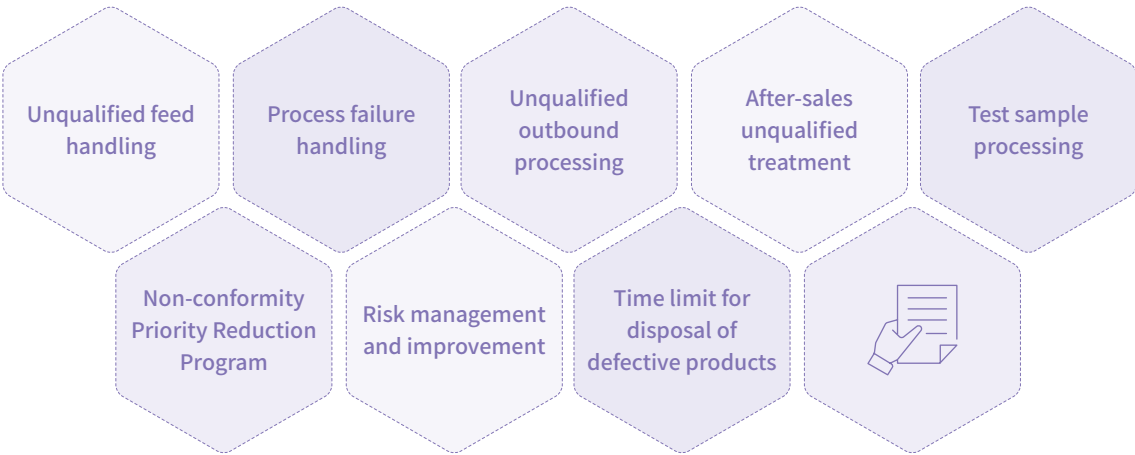 Unqualified feed
handling
Process failure
handling
Unqualified
outbound
processing
After-sales
unqualified
treatment
Test sample
processing
Non-conformity
Priority Reduction
Program
Risk management
and improvement
Time limit for
disposal of
defective products